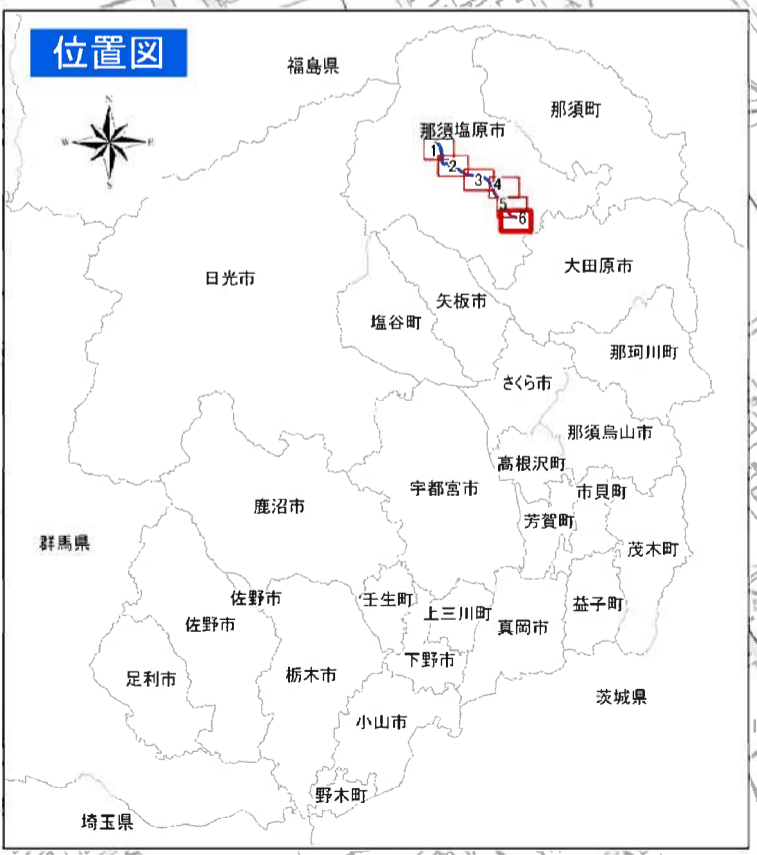 位置図
福島県
N
W
E
S
那須町
那須塩原市
1
2
3
4
5
6
大田原市
日光市
矢板市
塩谷町
那珂川町
さくら市
那須烏山市
高根沢町
宇都宮市
市貝町
鹿沼市
芳賀町
群馬県
茂木町
佐野市
壬生町
益子町
上三川町
佐野市
真岡市
下野市
足利市
栃木市
茨城県
小山市
野木町
埼玉県